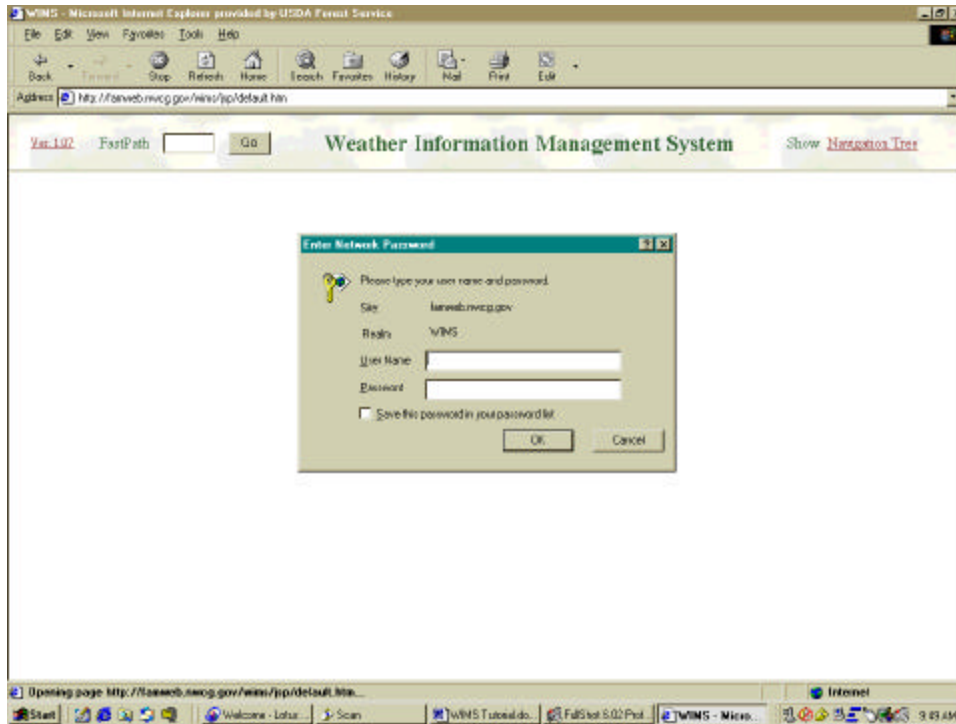 WIMS - Microsoft Internet Explorer provided by USDA Forest Service
File Edit View Favorites Tools Help
Back Forward Stop Refresh Home Search Favorites History Mail Print Edit
Address http://famweb.nwcg.gov/wims/jsp/default.htm
Ver:1.07 FastPath Go Weather Information Management System Show Navigation Tree
Enter Network Password
Please type your user name and password.
Site: famweb.nwcg.gov
Realm WIMS
User Name
Password
Save this password in your password list
OK Cancel
Opening page http://famweb.nwcg.gov/wims/jsp/default.htm...
Internet
Start Welcome - Lotus... Scan WIMS Tutorial.do... FullShot 6.02 Prof... WIMS - Micro...